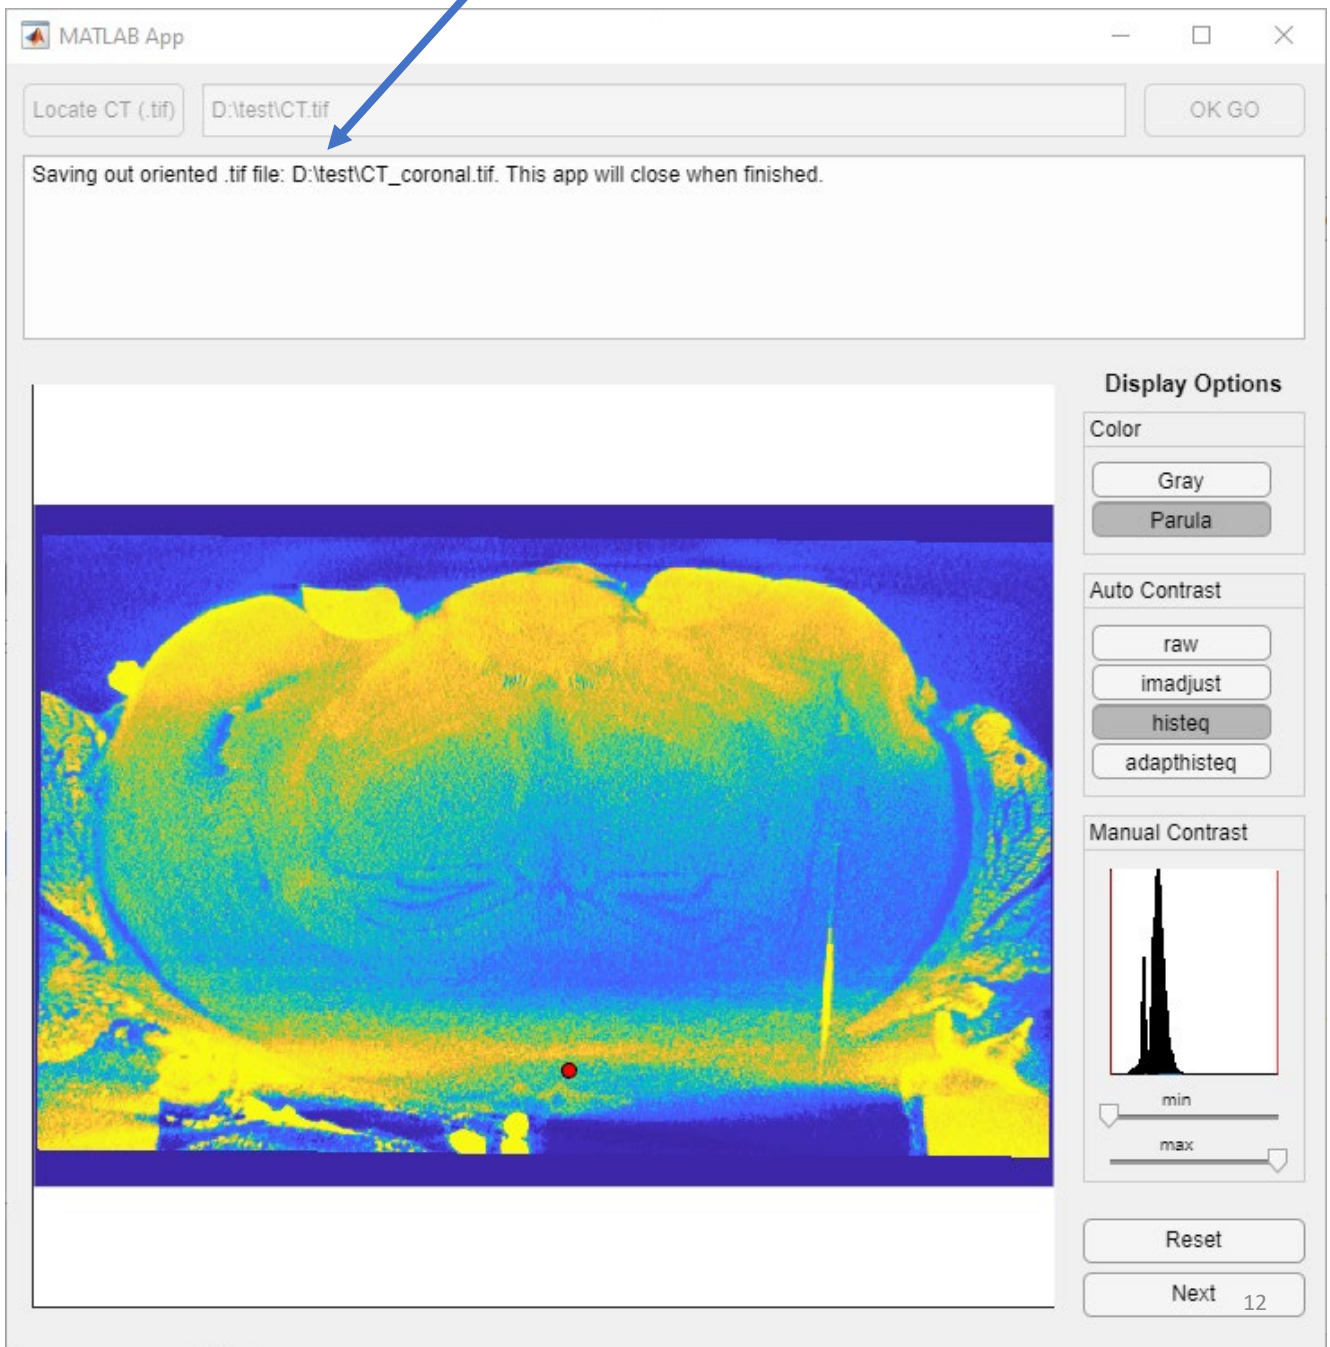 MATLAB App
Locate CT (.tif) D:\test\CT.tif OK GO
Saving out oriented .tif file: D:\test\CT_coronal.tif. This app will close when finished.
Display Options
Color
Gray
Parula
Auto Contrast
raw
imadjust
histeq
adapthisteq
Manual Contrast
min
max
Reset
Next
12